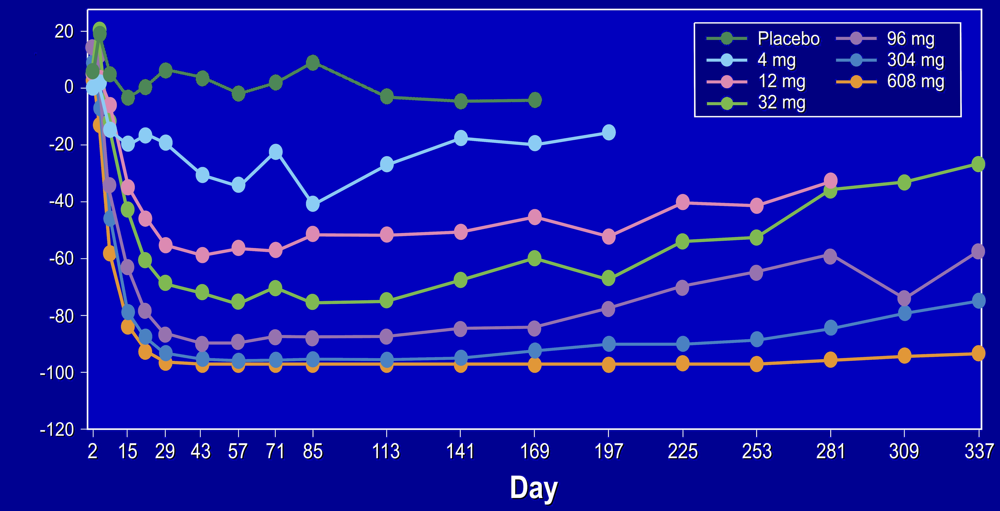 20
0
-20
-40
-60
-80
-100
-120
Placebo
4 mg
12 mg
32 mg
96 mg
304 mg
608 mg
2 15 29 43 57 71 85 113 141 169 197 225 253 281 309 337
Day